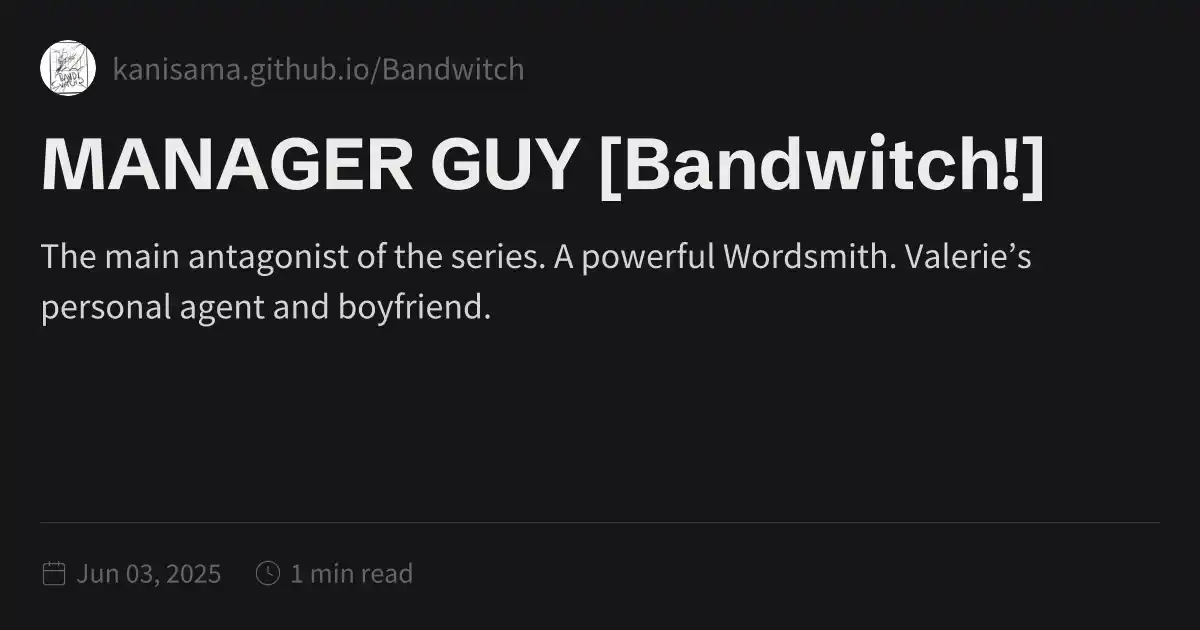 kanisama.github.io/Bandwitch
MANAGER GUY [Bandwitch!]
The main antagonist of the series. A powerful Wordsmith. Valerie’s
personal agent and boyfriend.
Jun 03, 2025 1 min read